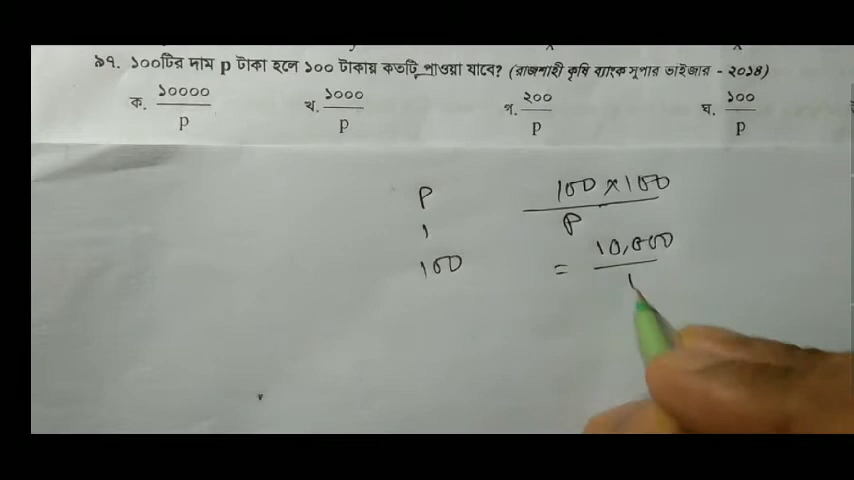 ৯৭. ১০০টির দাম p টাকা হলে ১০০ টাকায় কতটি পাওয়া যাবে? (রাজশাহী কৃষি ব্যাংক সুপার ভাইজার - ২০১৪)
ক. ১০০০০/p খ. ১০০০/p গ. ২০০/p ঘ. ১০০/p
P 100 × 100
1 P
100 = 10,000